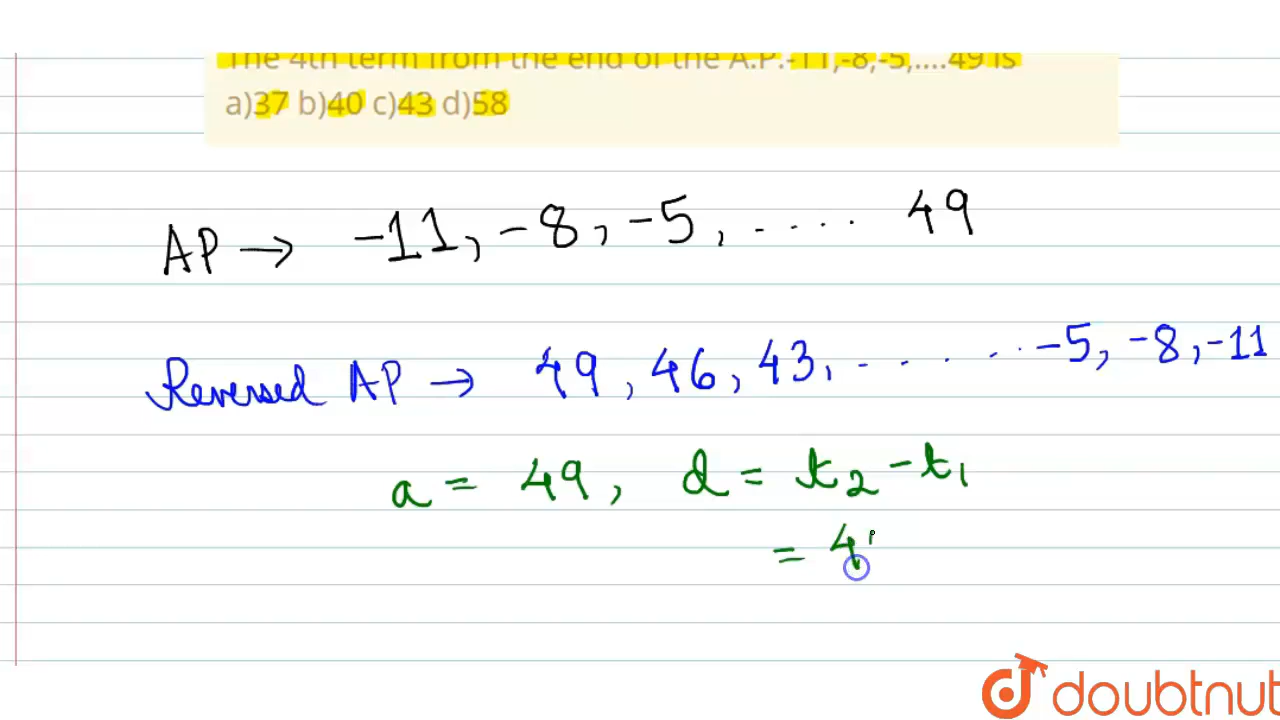 The 4th term from the end of the A.P.-11,-8,-5,....49 is
a)37 b)40 c)43 d)58
AP → -11, -8, -5, ..... 49
Reversed AP → 49, 46, 43, ....... -5, -8, -11
a = 49, d = t₂ - t₁
= 4
doubtnut